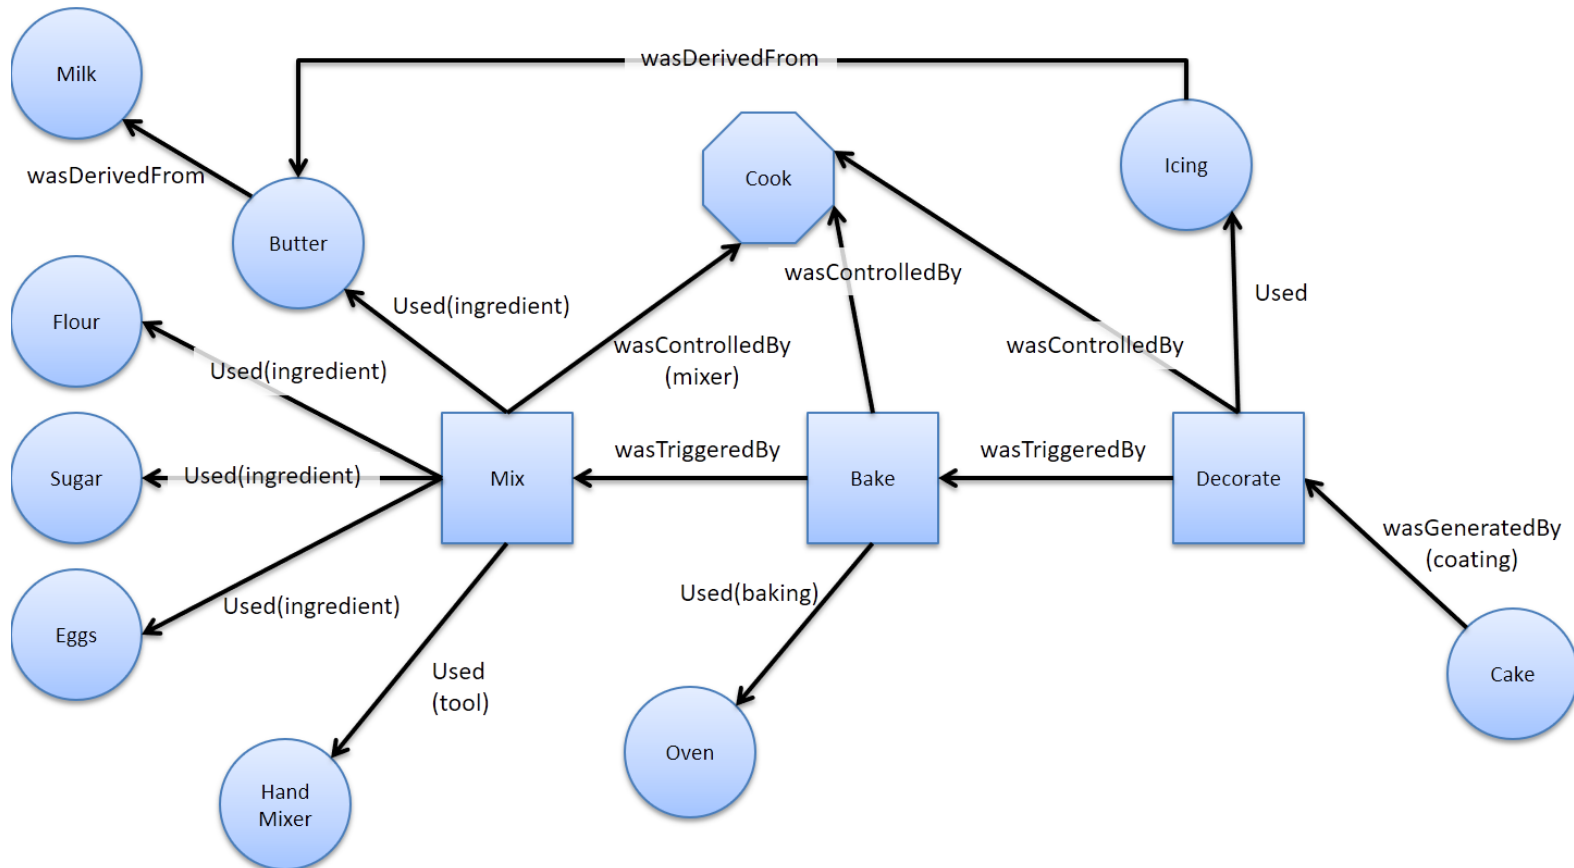 wasDerivedFrom
Milk
Cook
Icing
wasDerivedFrom
Butter
wasControlledBy
Used
Used(ingredient)
Flour
wasControlledBy
(mixer)
wasControlledBy
Used(ingredient)
wasTriggeredBy
wasTriggeredBy
Sugar
Used(ingredient)
Mix
Bake
Decorate
wasGeneratedBy
(coating)
Used(baking)
Used(ingredient)
Eggs
Used
(tool)
Cake
Oven
Hand
Mixer